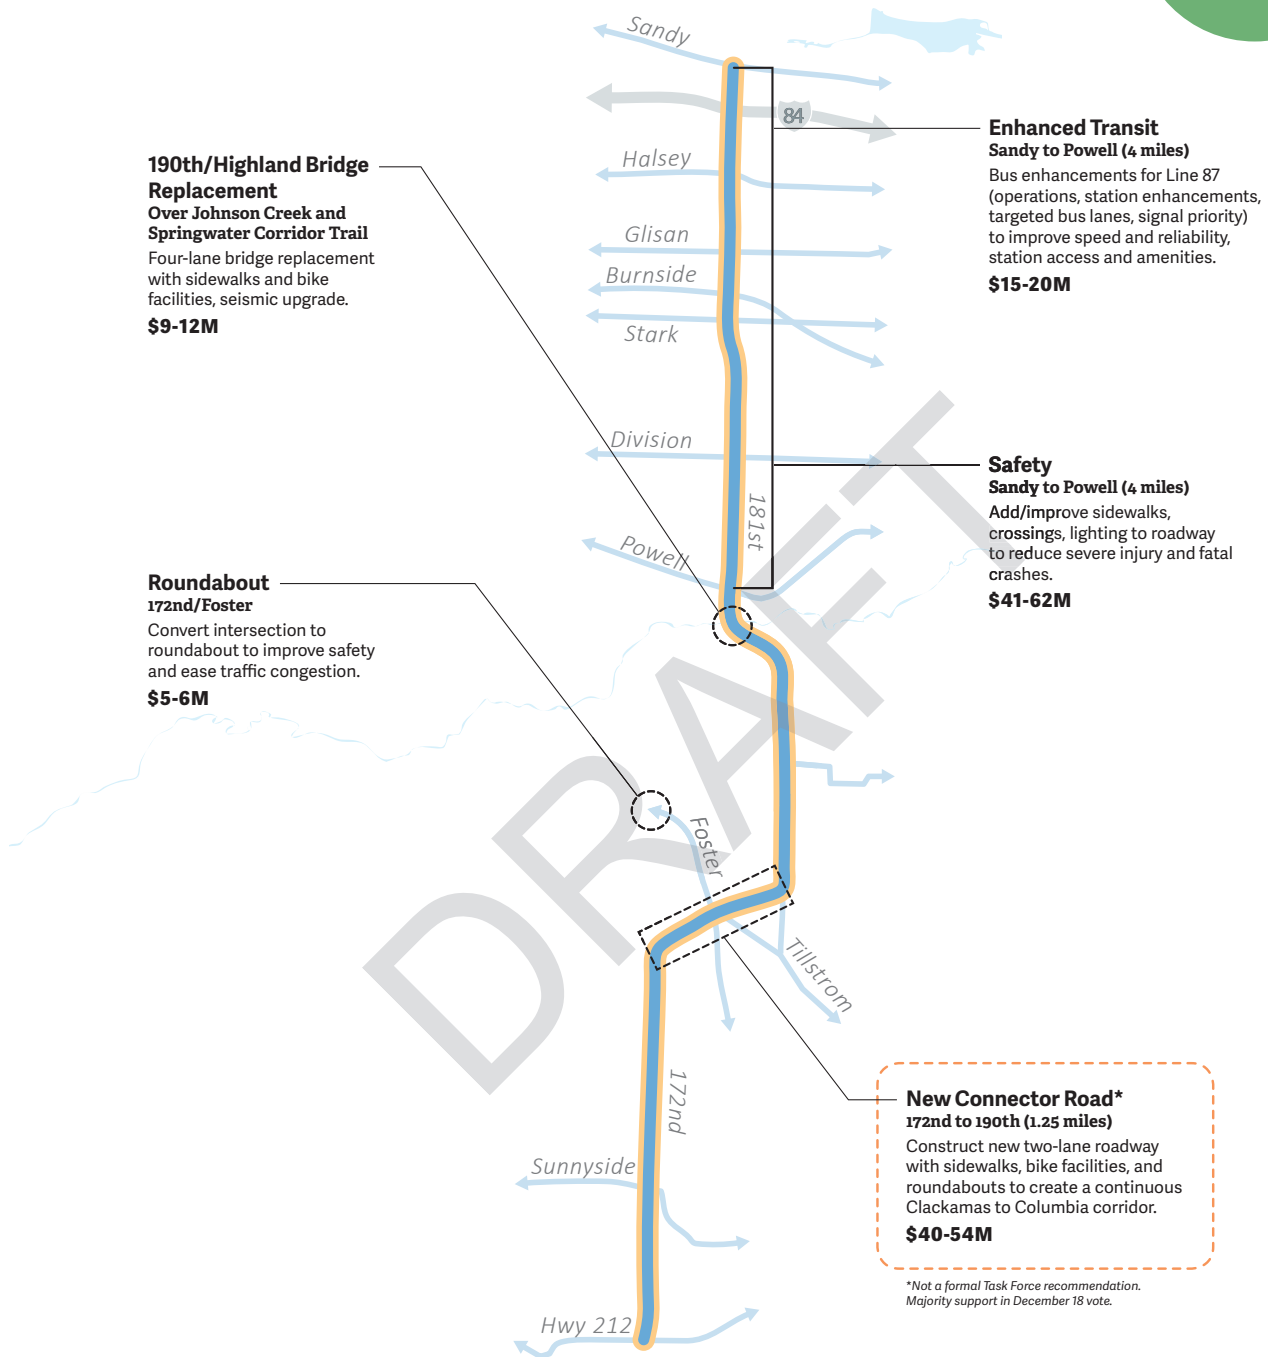 Sandy
84
Halsey
Glisan
Burnside
Stark
Division
181st
Powell
Foster
Tillstrom
172nd
Sunnyside
Hwy 212
190th/Highland Bridge
Replacement
Over Johnson Creek and
Springwater Corridor Trail
Four-lane bridge replacement
with sidewalks and bike
facilities, seismic upgrade.
$9-12M
Enhanced Transit
Sandy to Powell (4 miles)
Bus enhancements for Line 87
(operations, station enhancements,
targeted bus lanes, signal priority)
to improve speed and reliability,
station access and amenities.
$15-20M
Safety
Sandy to Powell (4 miles)
Add/improve sidewalks,
crossings, lighting to roadway
to reduce severe injury and fatal
crashes.
$41-62M
Roundabout
172nd/Foster
Convert intersection to
roundabout to improve safety
and ease traffic congestion.
$5-6M
New Connector Road*
172nd to 190th (1.25 miles)
Construct new two-lane roadway
with sidewalks, bike facilities, and
roundabouts to create a continuous
Clackamas to Columbia corridor.
$40-54M
*Not a formal Task Force recommendation.
Majority support in December 18 vote.
DRAFT